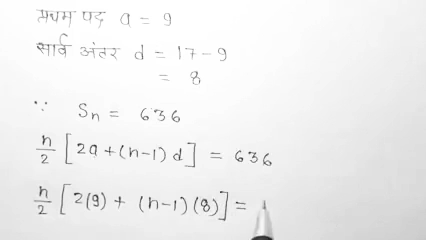 प्रथम पद a = 9
सार्व अंतर d = 17 - 9
= 8
∵ Sn = 636
n/2 [2a + (n-1) d] = 636
n/2 [2(9) + (n-1) (8)] =